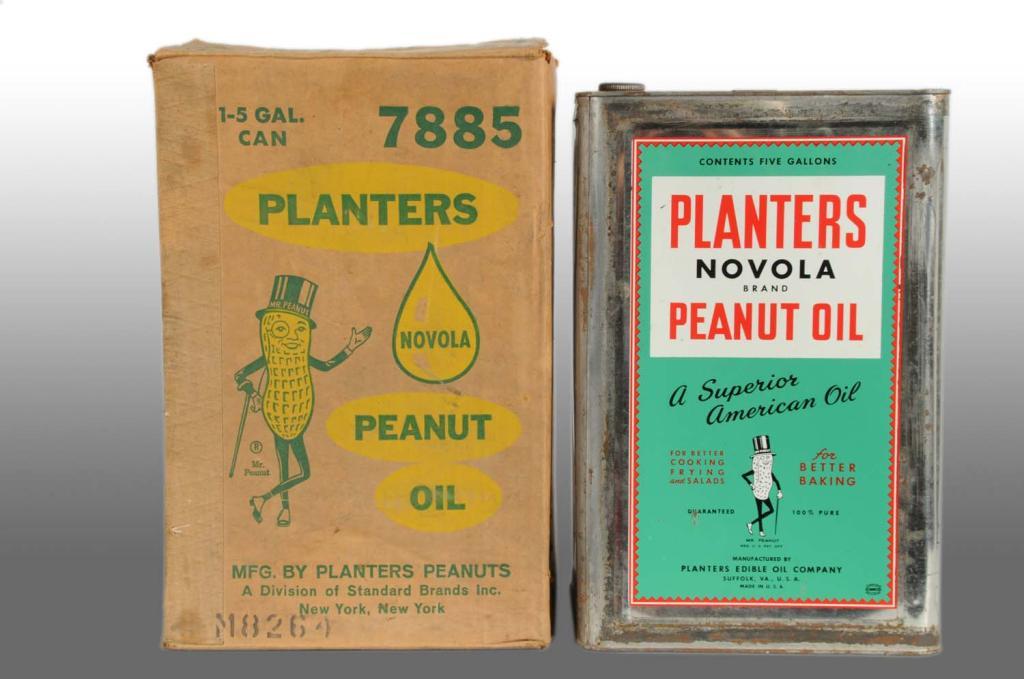 1-5 GAL.
CAN
7885
PLANTERS
MR. PEANUT
NOVOLA
PEANUT
OIL
®
Mr.
Peanut
MFG. BY PLANTERS PEANUTS
A Division of Standard Brands Inc.
New York, New York
M8264
CONTENTS FIVE GALLONS
PLANTERS
NOVOLA
BRAND
PEANUT OIL
A Superior
American Oil
FOR BETTER
COOKING
FRYING
and SALADS
for
BETTER
BAKING
GUARANTEED
100% PURE
MR. PEANUT
REG. U.S. PAT. OFF.
MANUFACTURED BY
PLANTERS EDIBLE OIL COMPANY
SUFFOLK, VA., U.S.A.
MADE IN U.S.A.